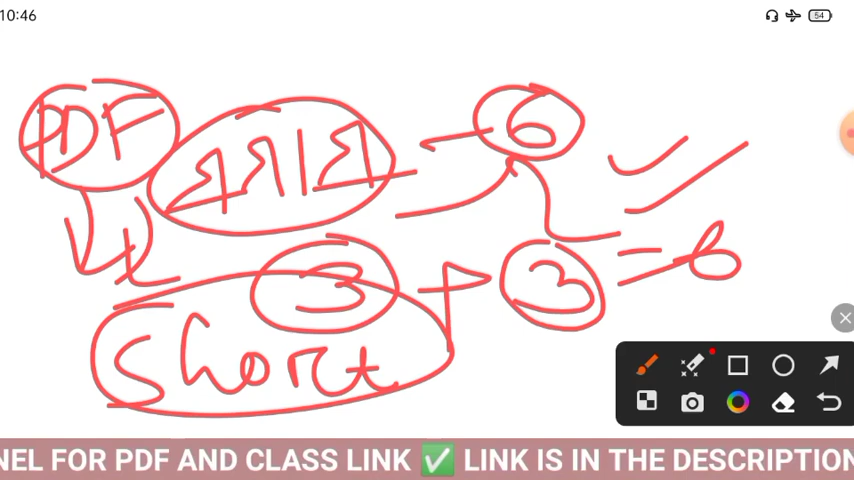 10:46
54
PDF
6
3 + 3 = 6
Short
NEL FOR PDF AND CLASS LINK ✅ LINK IS IN THE DESCRIPTION